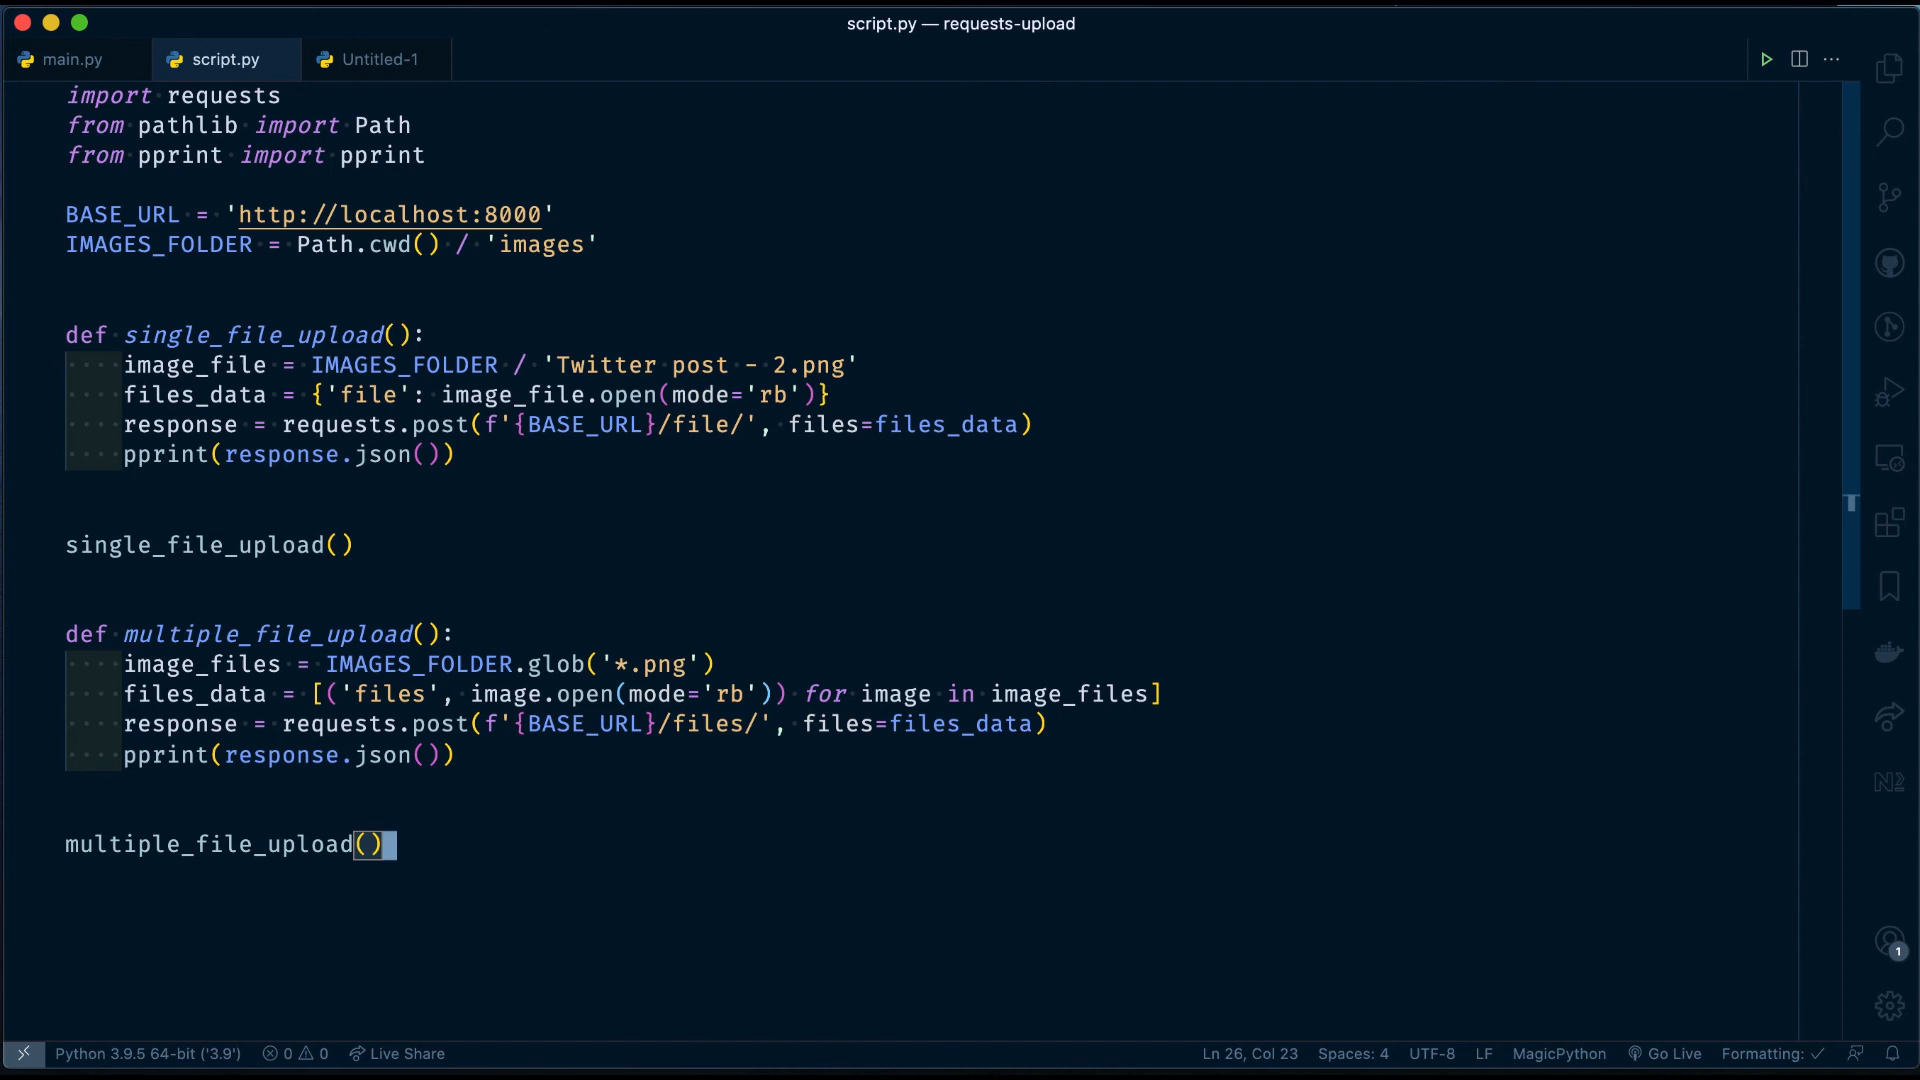 script.py — requests-upload
main.py
script.py
Untitled-1
import requests
from pathlib import Path
from pprint import pprint
BASE_URL = 'http://localhost:8000'
IMAGES_FOLDER = Path.cwd() / 'images'
def single_file_upload():
image_file = IMAGES_FOLDER / 'Twitter post - 2.png'
files_data = {'file': image_file.open(mode='rb')}
response = requests.post(f'{BASE_URL}/file/', files=files_data)
pprint(response.json())
single_file_upload()
def multiple_file_upload():
image_files = IMAGES_FOLDER.glob('*.png')
files_data = [('files', image.open(mode='rb')) for image in image_files]
response = requests.post(f'{BASE_URL}/files/', files=files_data)
pprint(response.json())
multiple_file_upload()
1
Python 3.9.5 64-bit ('3.9') 0 0 Live Share Ln 26, Col 23 Spaces: 4 UTF-8 LF MagicPython Go Live Formatting: ✓